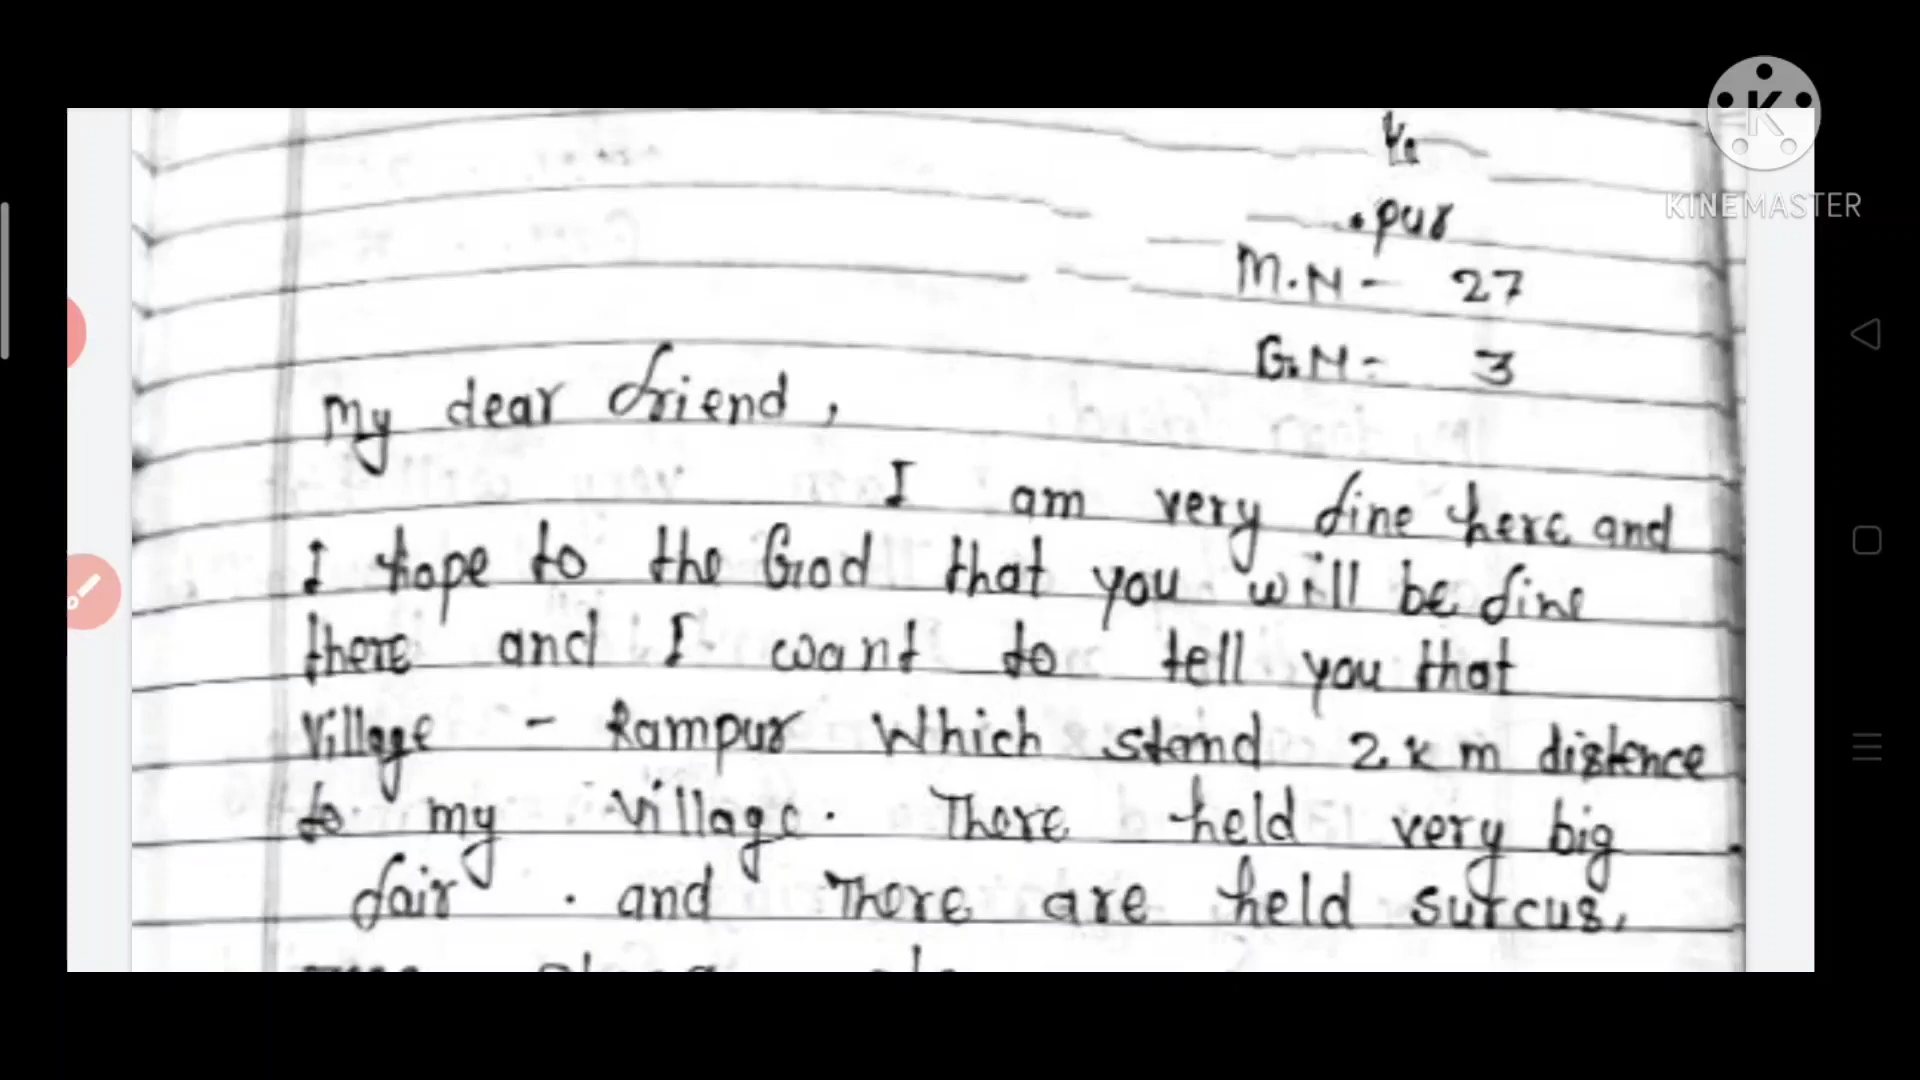 pur
KINEMASTER
M.N - 27
G.N - 3
My dear friend,
I am very fine here and
I hope to the God that you will be fine
there and I want to tell you that
Village - Rampur Which stand 2 km distence
to my village. There held very big
fair . and There are held surcus,